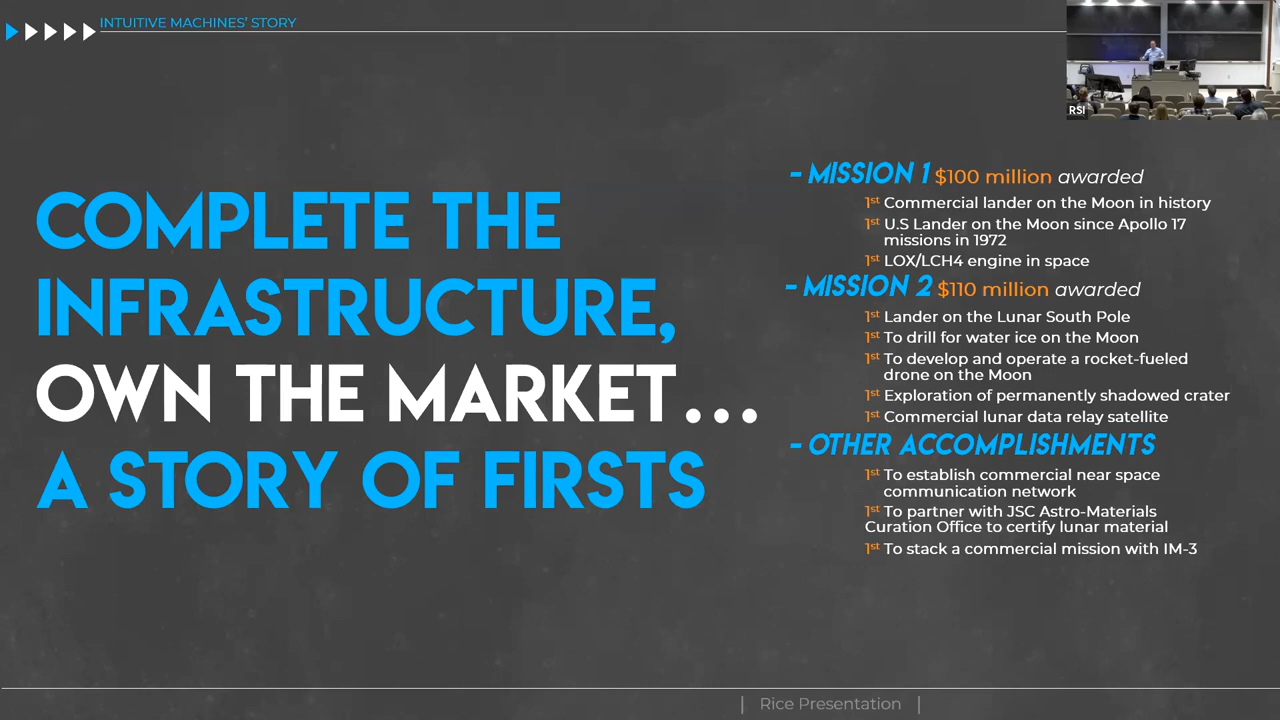 INTUITIVE MACHINES' STORY
RSI
COMPLETE THE
INFRASTRUCTURE,
OWN THE MARKET...
A STORY OF FIRSTS
- MISSION 1 $100 million awarded
1st Commercial lander on the Moon in history
1st U.S Lander on the Moon since Apollo 17
missions in 1972
1st LOX/LCH4 engine in space
- MISSION 2 $110 million awarded
1st Lander on the Lunar South Pole
1st To drill for water ice on the Moon
1st To develop and operate a rocket-fueled
drone on the Moon
1st Exploration of permanently shadowed crater
1st Commercial lunar data relay satellite
- OTHER ACCOMPLISHMENTS
1st To establish commercial near space
communication network
1st To partner with JSC Astro-Materials
Curation Office to certify lunar material
1st To stack a commercial mission with IM-3
| Rice Presentation |